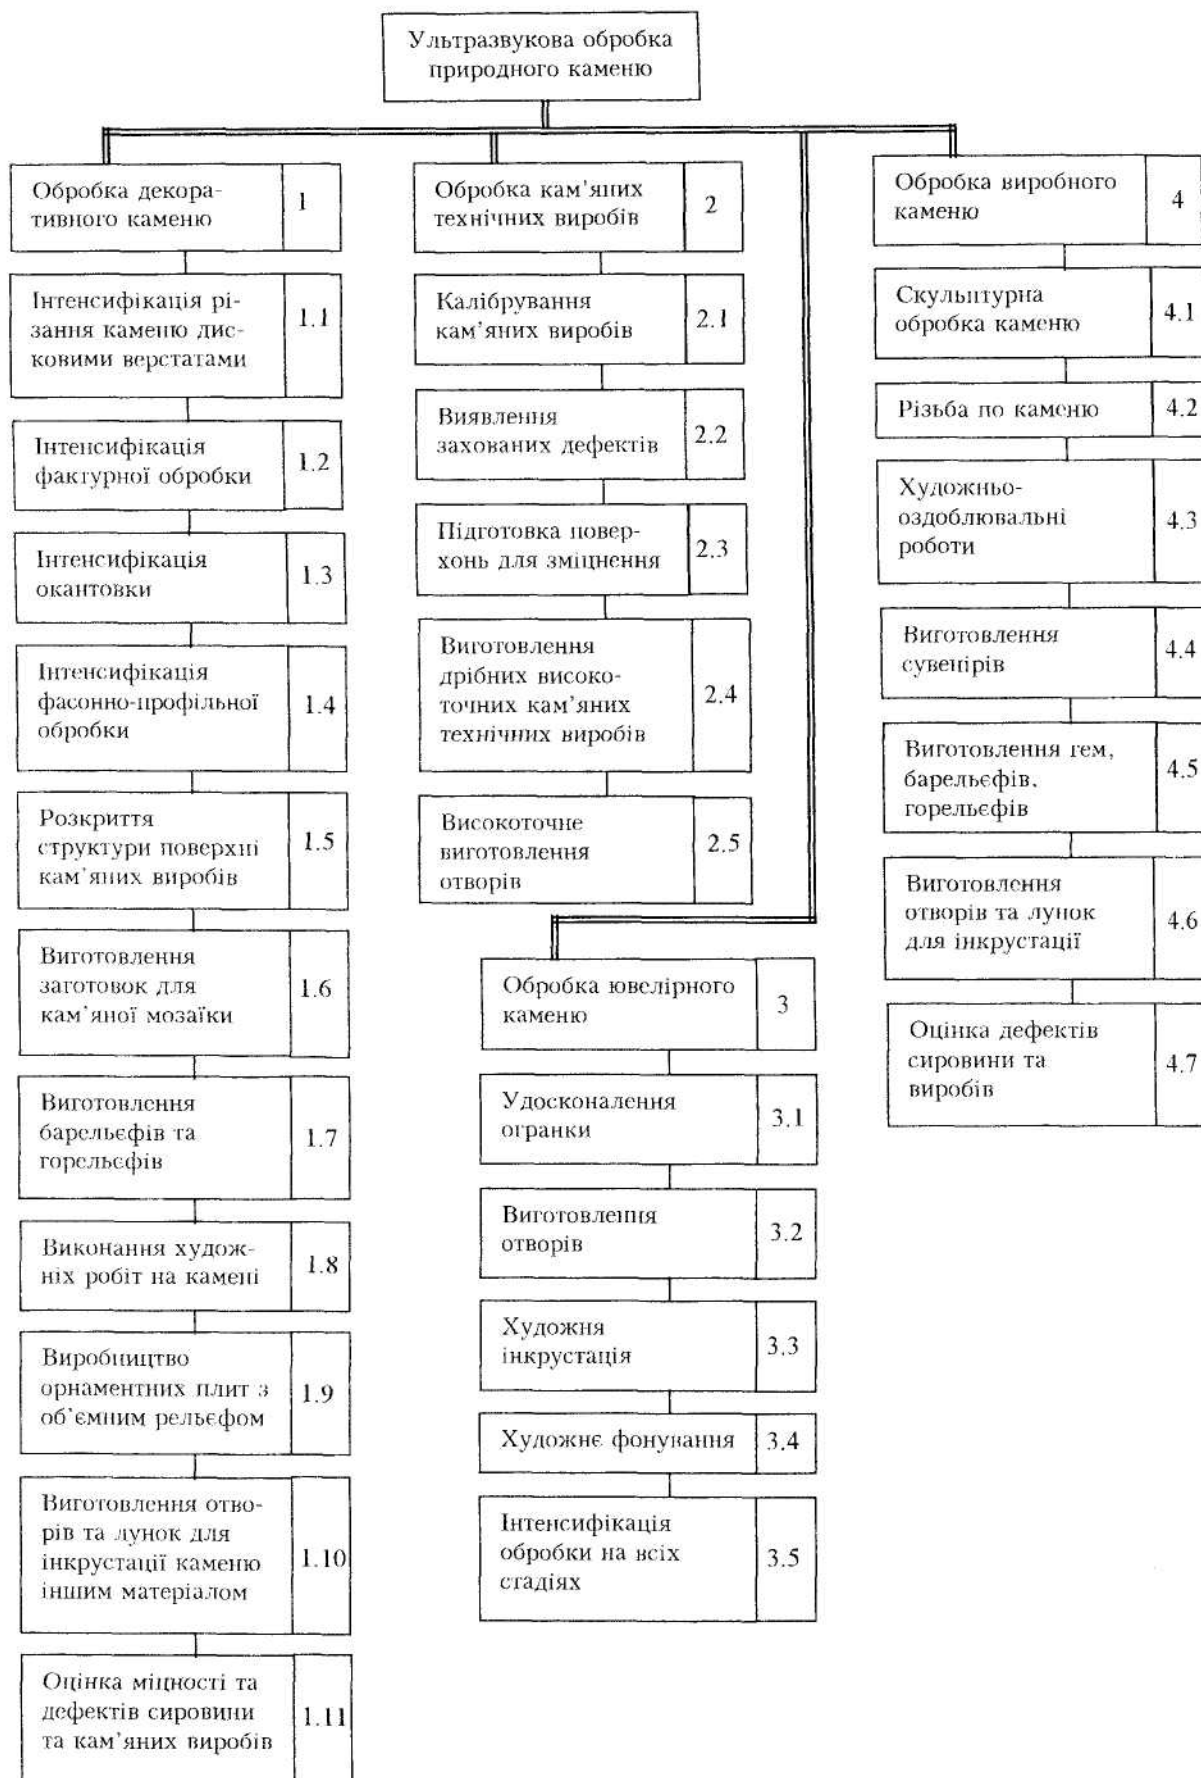 Ультразвукова обробка
природного каменю
Обробка декора-
тивного каменю
1
Інтенсифікація рі-
зання каменю дис-
ковими верстатами
1.1
Інтенсифікація
фактурної обробки
1.2
Інтенсифікація
окантовки
1.3
Інтенсифікація
фасонно-профільної
обробки
1.4
Розкриття
структури поверхні
кам’яних виробів
1.5
Виготовлення
заготовок для
кам’яної мозаїки
1.6
Виготовлення
барельєфів та
горельєфів
1.7
Виконання худож-
ніх робіт на камені
1.8
Виробництво
орнаментних плит з
об’ємним рельєфом
1.9
Виготовлення отво-
рів та лунок для
інкрустації каменю
іншим матеріалом
1.10
Оцінка міцності та
дефектів сировини
та кам’яних виробів
1.11
Обробка кам’яних
технічних виробів
2
Калібрування
кам’яних виробів
2.1
Виявлення
захованих дефектів
2.2
Підготовка повер-
хонь для зміцнення
2.3
Виготовлення
дрібних високо-
точних кам’яних
технічних виробів
2.4
Високоточне
виготовлення
отворів
2.5
Обробка ювелірного
каменю
3
Удосконалення
огранки
3.1
Виготовлення
отворів
3.2
Художня
інкрустація
3.3
Художнє фонування
3.4
Інтенсифікація
обробки на всіх
стадіях
3.5
Обробка виробного
каменю
4
Скульптурна
обробка каменю
4.1
Різьба по каменю
4.2
Художньо-
оздоблювальні
роботи
4.3
Виготовлення
сувенірів
4.4
Виготовлення гем,
барельєфів,
горельєфів
4.5
Виготовлення
отворів та лунок
для інкрустації
4.6
Оцінка дефектів
сировини та
виробів
4.7